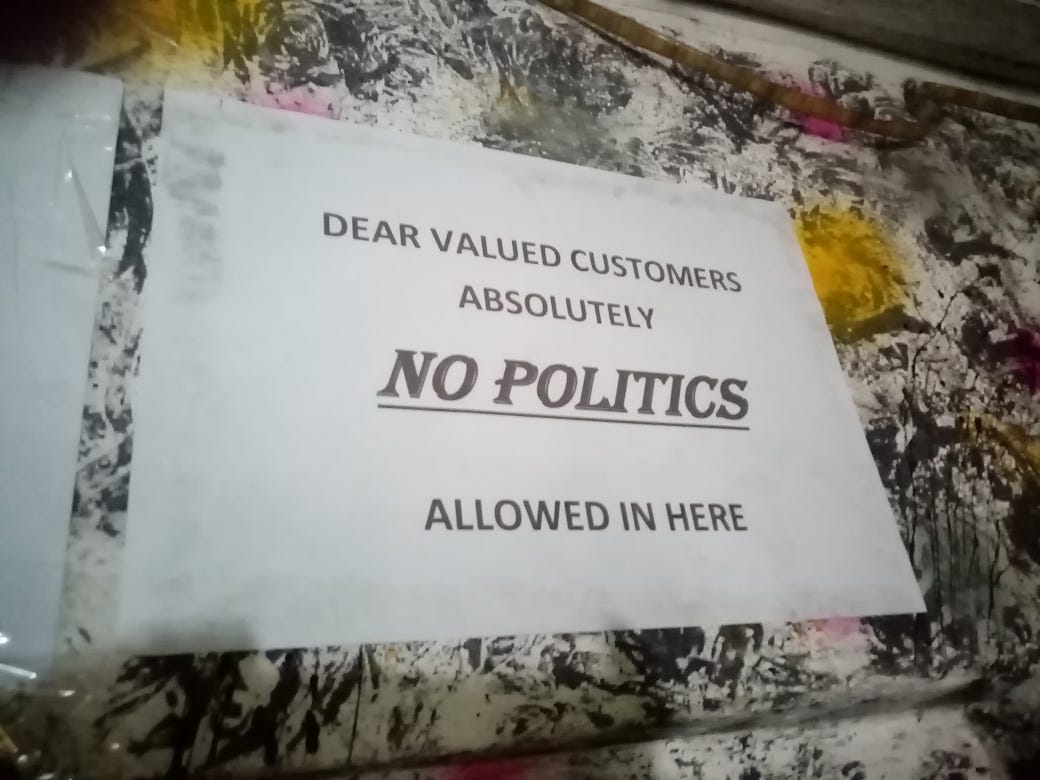 DEAR VALUED CUSTOMERS
ABSOLUTELY
NO POLITICS
ALLOWED IN HERE